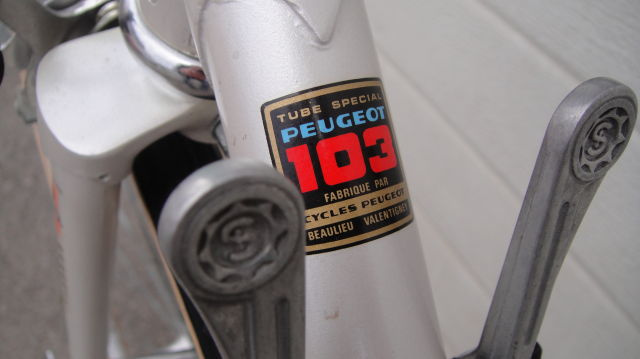 TUBE SPECIAL
PEUGEOT
103
FABRIQUE PAR
CYCLES PEUGEOT
BEAULIEU VALENTIGNEY
S
S